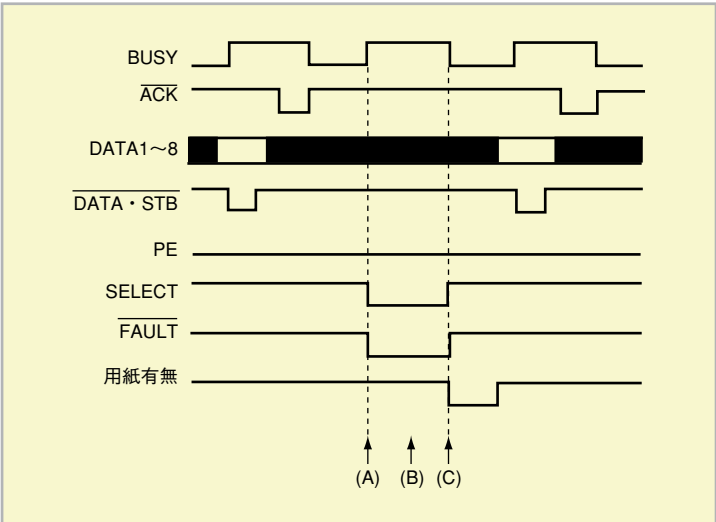 BUSY
ACK
DATA1〜8
DATA・STB
PE
SELECT
FAULT
用紙有無
(A) (B) (C)